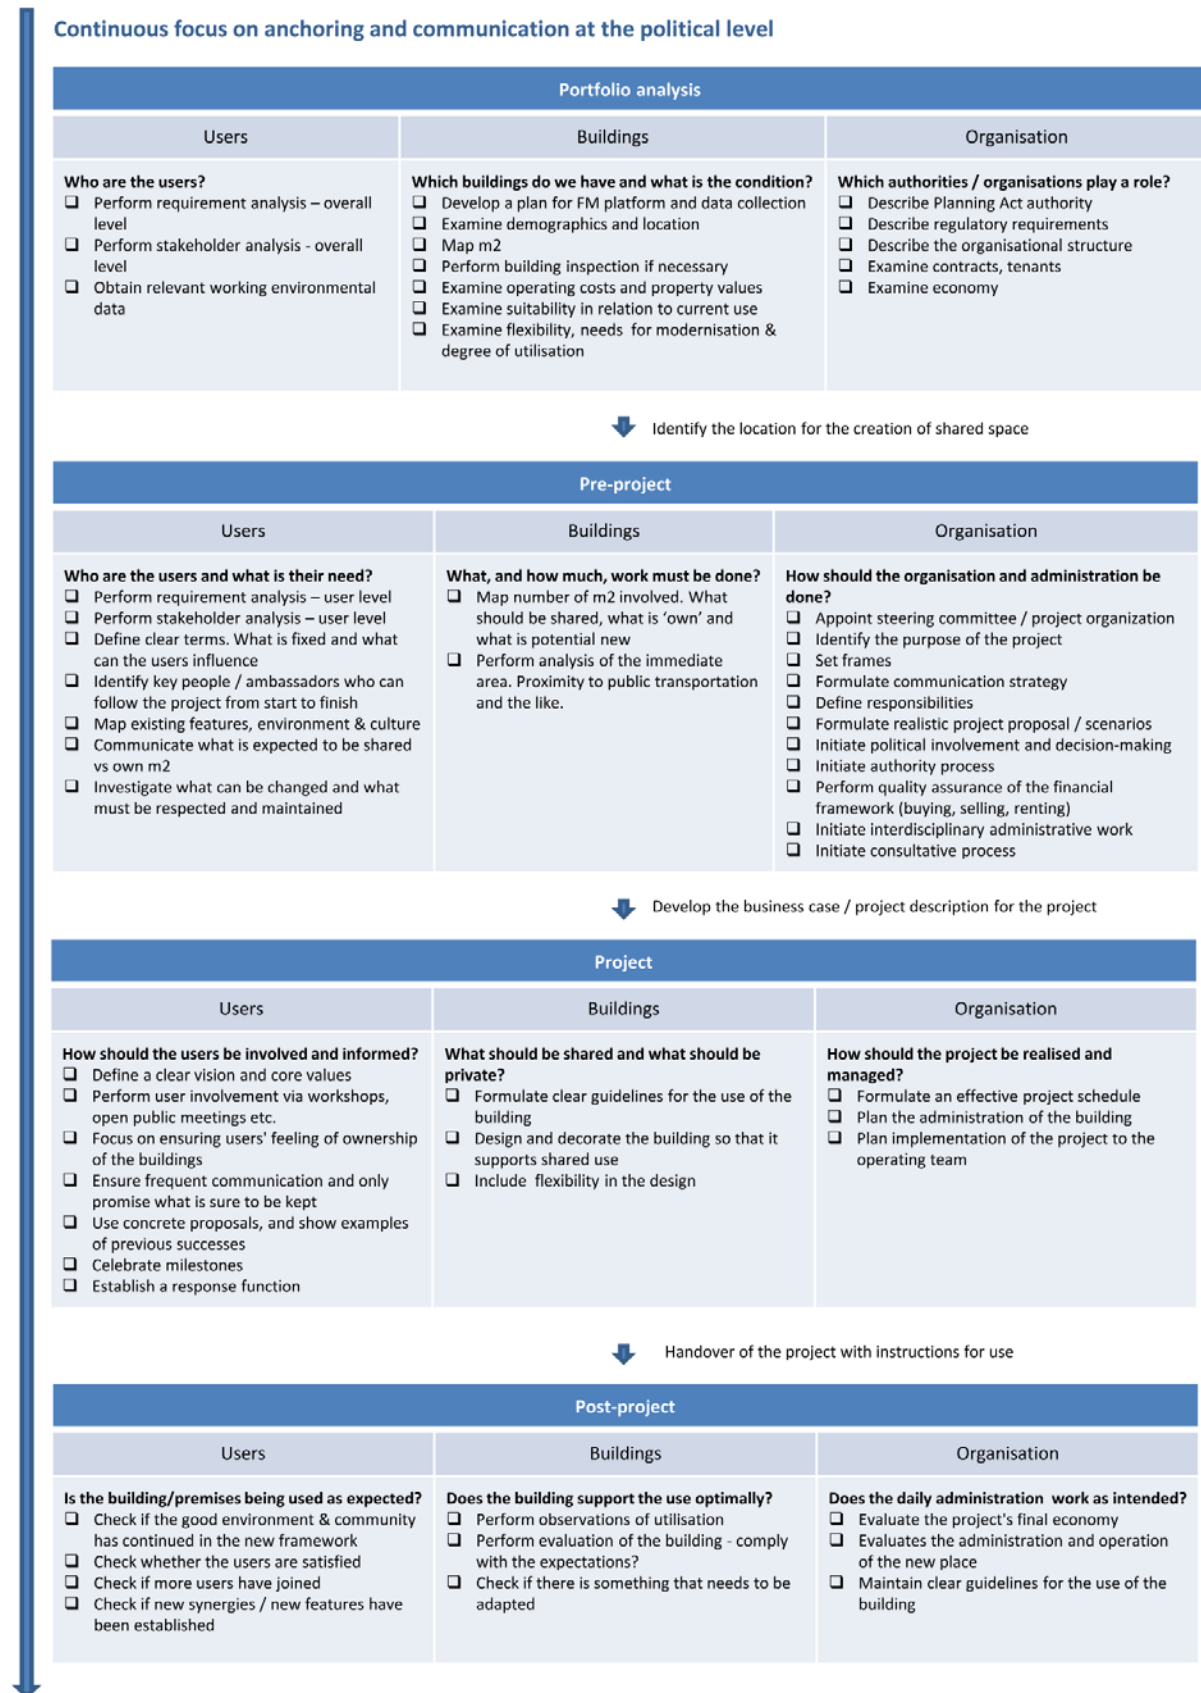 Continuous focus on anchoring and communication at the political level
Portfolio analysis
Users
Buildings
Organisation
Who are the users?
❑ Perform requirement analysis – overall
level
❑ Perform stakeholder analysis - overall
level
❑ Obtain relevant working environmental
data
Which buildings do we have and what is the condition?
❑ Develop a plan for FM platform and data collection
❑ Examine demographics and location
❑ Map m2
❑ Perform building inspection if necessary
❑ Examine operating costs and property values
❑ Examine suitability in relation to current use
❑ Examine flexibility, needs for modernisation &
degree of utilisation
Which authorities / organisations play a role?
❑ Describe Planning Act authority
❑ Describe regulatory requirements
❑ Describe the organisational structure
❑ Examine contracts, tenants
❑ Examine economy
Identify the location for the creation of shared space
Pre-project
Users
Buildings
Organisation
Who are the users and what is their need?
❑ Perform requirement analysis – user level
❑ Perform stakeholder analysis – user level
❑ Define clear terms. What is fixed and what
can the users influence
❑ Identify key people / ambassadors who can
follow the project from start to finish
❑ Map existing features, environment & culture
❑ Communicate what is expected to be shared
vs own m2
❑ Investigate what can be changed and what
must be respected and maintained
What, and how much, work must be done?
❑ Map number of m2 involved. What
should be shared, what is ‘own’ and
what is potential new
❑ Perform analysis of the immediate
area. Proximity to public transportation
and the like.
How should the organisation and administration be
done?
❑ Appoint steering committee / project organization
❑ Identify the purpose of the project
❑ Set frames
❑ Formulate communication strategy
❑ Define responsibilities
❑ Formulate realistic project proposal / scenarios
❑ Initiate political involvement and decision-making
❑ Initiate authority process
❑ Perform quality assurance of the financial
framework (buying, selling, renting)
❑ Initiate interdisciplinary administrative work
❑ Initiate consultative process
Develop the business case / project description for the project
Project
Users
Buildings
Organisation
How should the users be involved and informed?
❑ Define a clear vision and core values
❑ Perform user involvement via workshops,
open public meetings etc.
❑ Focus on ensuring users' feeling of ownership
of the buildings
❑ Ensure frequent communication and only
promise what is sure to be kept
❑ Use concrete proposals, and show examples
of previous successes
❑ Celebrate milestones
❑ Establish a response function
What should be shared and what should be
private?
❑ Formulate clear guidelines for the use of the
building
❑ Design and decorate the building so that it
supports shared use
❑ Include flexibility in the design
How should the project be realised and
managed?
❑ Formulate an effective project schedule
❑ Plan the administration of the building
❑ Plan implementation of the project to the
operating team
Handover of the project with instructions for use
Post-project
Users
Buildings
Organisation
Is the building/premises being used as expected?
❑ Check if the good environment & community
has continued in the new framework
❑ Check whether the users are satisfied
❑ Check if more users have joined
❑ Check if new synergies / new features have
been established
Does the building support the use optimally?
❑ Perform observations of utilisation
❑ Perform evaluation of the building - comply
with the expectations?
❑ Check if there is something that needs to be
adapted
Does the daily administration work as intended?
❑ Evaluate the project's final economy
❑ Evaluates the administration and operation
of the new place
❑ Maintain clear guidelines for the use of the
building